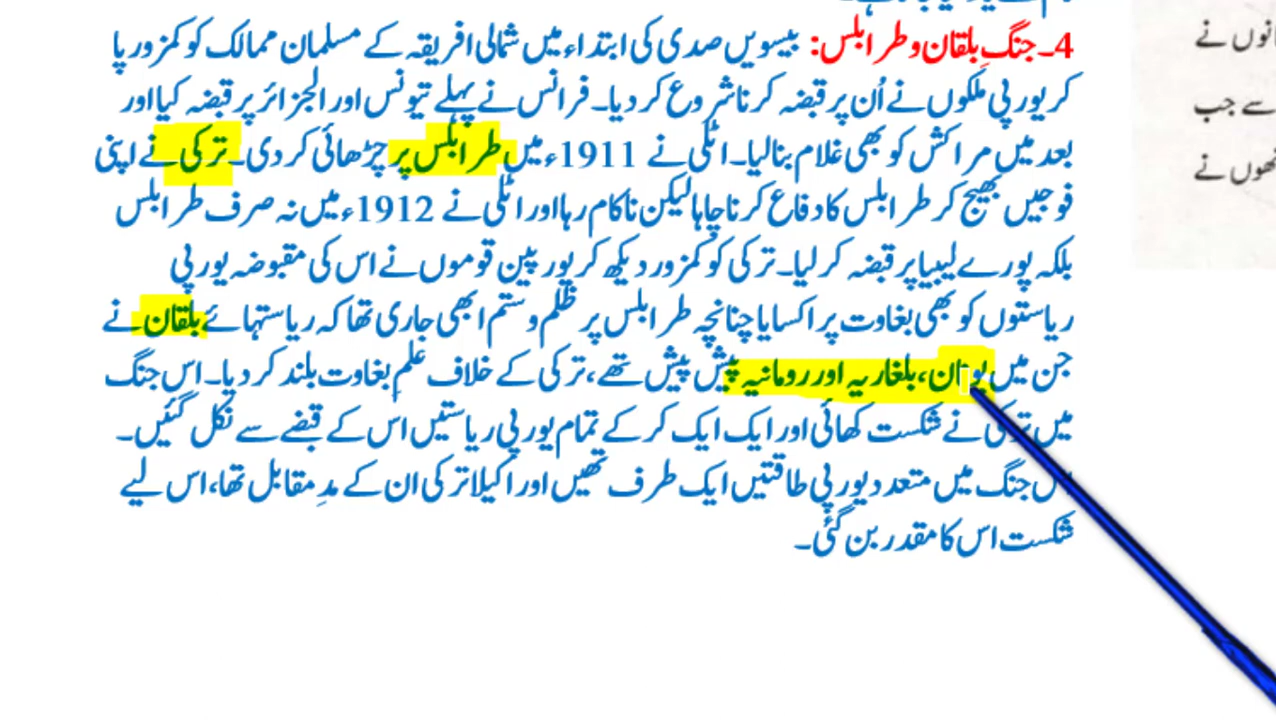 4۔ جنگِ بلقان و طرابلس: بیسویں صدی کی ابتداء میں شمالی افریقہ کے مسلمان ممالک کو کمزور پا
کر یورپی ملکوں نے اُن پر قبضہ کرنا شروع کر دیا۔ فرانس نے پہلے تیونس اور الجزائر پر قبضہ کیا اور
بعد میں مراکش کو بھی غلام بنا لیا۔ اٹلی نے 1911ء میں طرابلس پر چڑھائی کر دی۔ ترکی نے اپنی
فوجیں بھیج کر طرابلس کا دفاع کرنا چاہا لیکن ناکام رہا اور اٹلی نے 1912ء میں نہ صرف طرابلس
بلکہ پورے لیبیا پر قبضہ کر لیا۔ ترکی کو کمزور دیکھ کر یورپین قوموں نے اس کی مقبوضہ یورپی
ریاستوں کو بھی بغاوت پر اکسایا چنانچہ طرابلس پر ظلم و ستم ابھی جاری تھا کہ ریاستہائے بلقان نے
جن میں یونان، بلغاریہ اور رومانیہ پیش پیش تھے، ترکی کے خلاف علمِ بغاوت بلند کر دیا۔ اس جنگ
میں ترکی نے شکست کھائی اور ایک ایک کر کے تمام یورپی ریاستیں اس کے قبضے سے نکل گئیں۔
اس جنگ میں متعدد یورپی طاقتیں ایک طرف تھیں اور اکیلا ترکی ان کے مدِ مقابل تھا، اس لیے
شکست اس کا مقدر بن گئی۔
نے
سے جب
نے